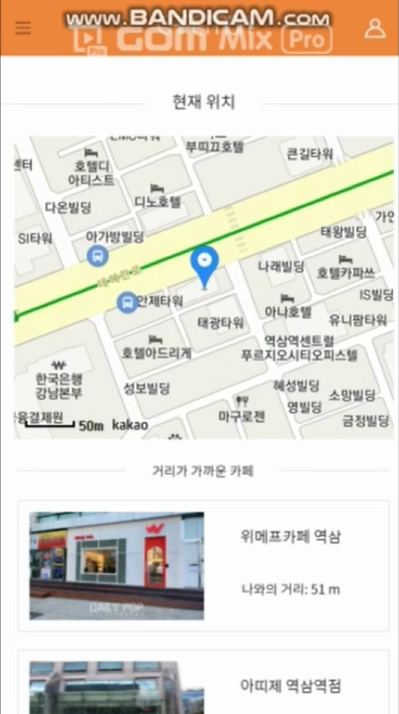 www.BANDICAM.com
GOM Mix Pro
현재 위치
부띠끄호텔
큰길타워
센터
호텔디
아티스트
디노호텔
다온빌딩
태왕빌딩
SI타워
아가방빌딩
나래빌딩
호텔카파쓰
안제타워
아나호텔
IS빌딩
태광타워
유니팜타워
호텔아드리게
역삼역센트럴
푸르지오시티오피스텔
한국은행
강남본부
성보빌딩
혜성빌딩
소망빌딩
마구로젠
영빌딩
금정빌딩
융결제원
50m kakao
거리가 가까운 카페
위메프카페 역삼
나와의 거리: 51 m
DAILY POP
아띠제 역삼역점